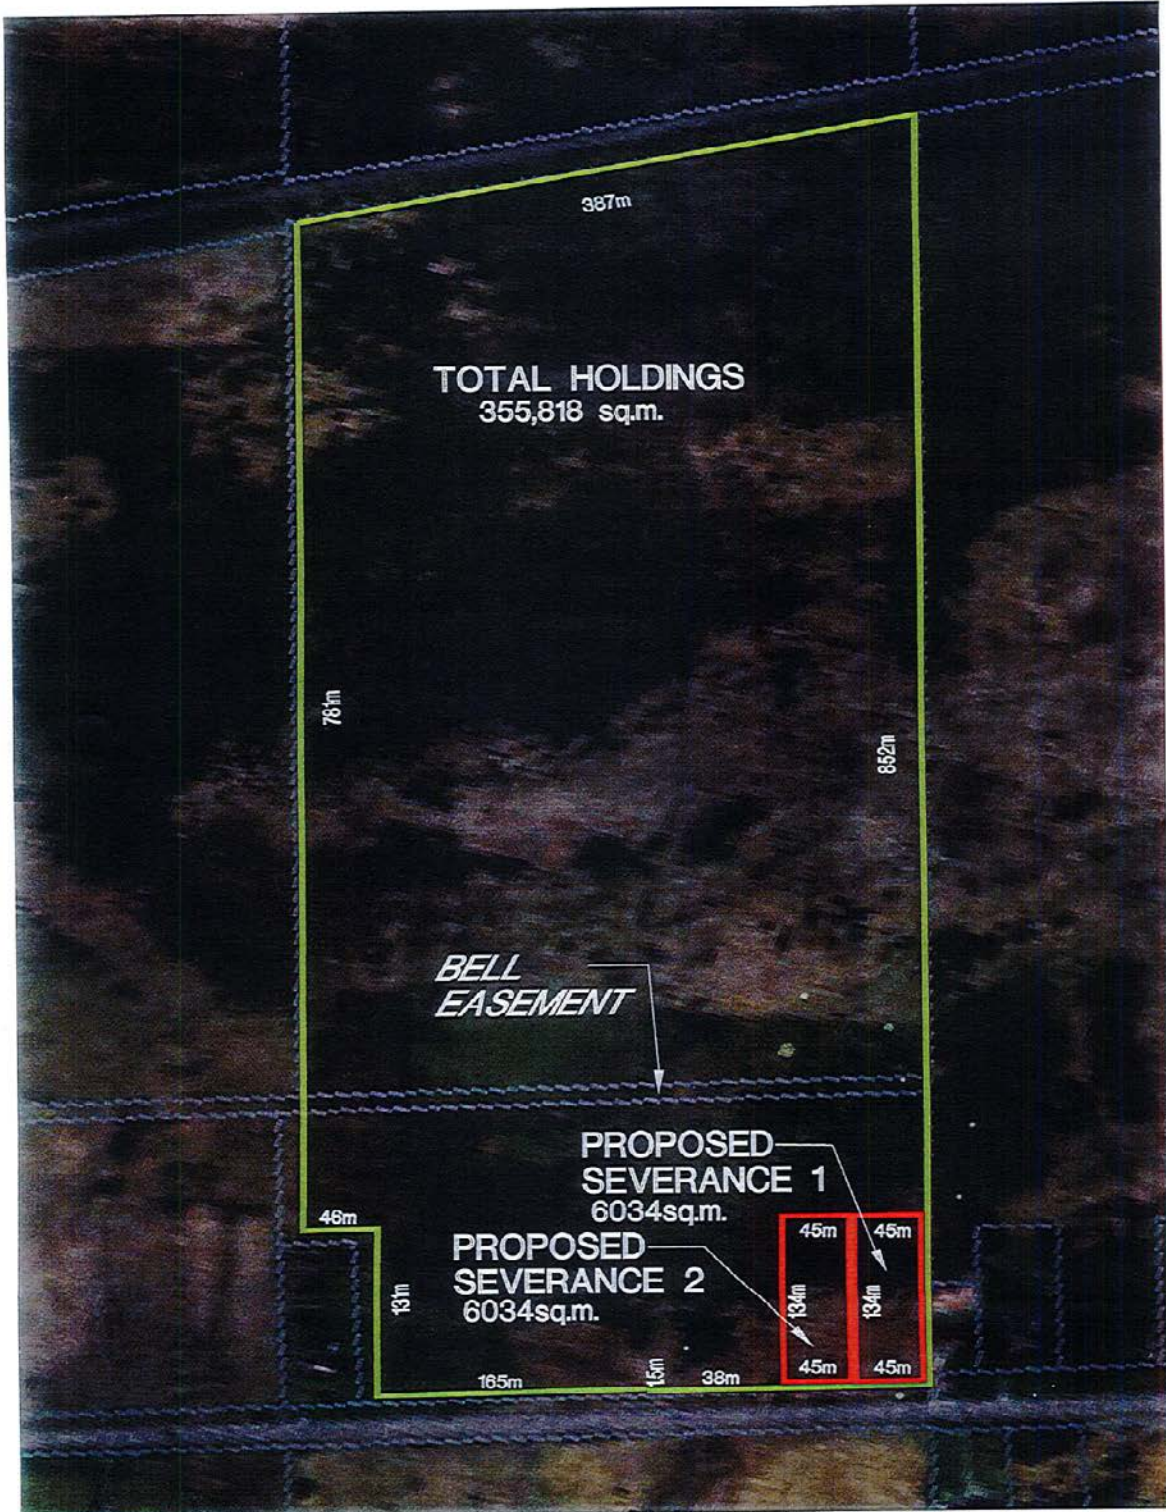 387m
TOTAL HOLDINGS
355,818 sq.m.
781m
852m
BELL
EASEMENT
PROPOSED
SEVERANCE 1
6034sq.m.
46m
45m
45m
PROPOSED
SEVERANCE 2
6034sq.m.
131m
134m
134m
165m
15m
38m
45m
45m